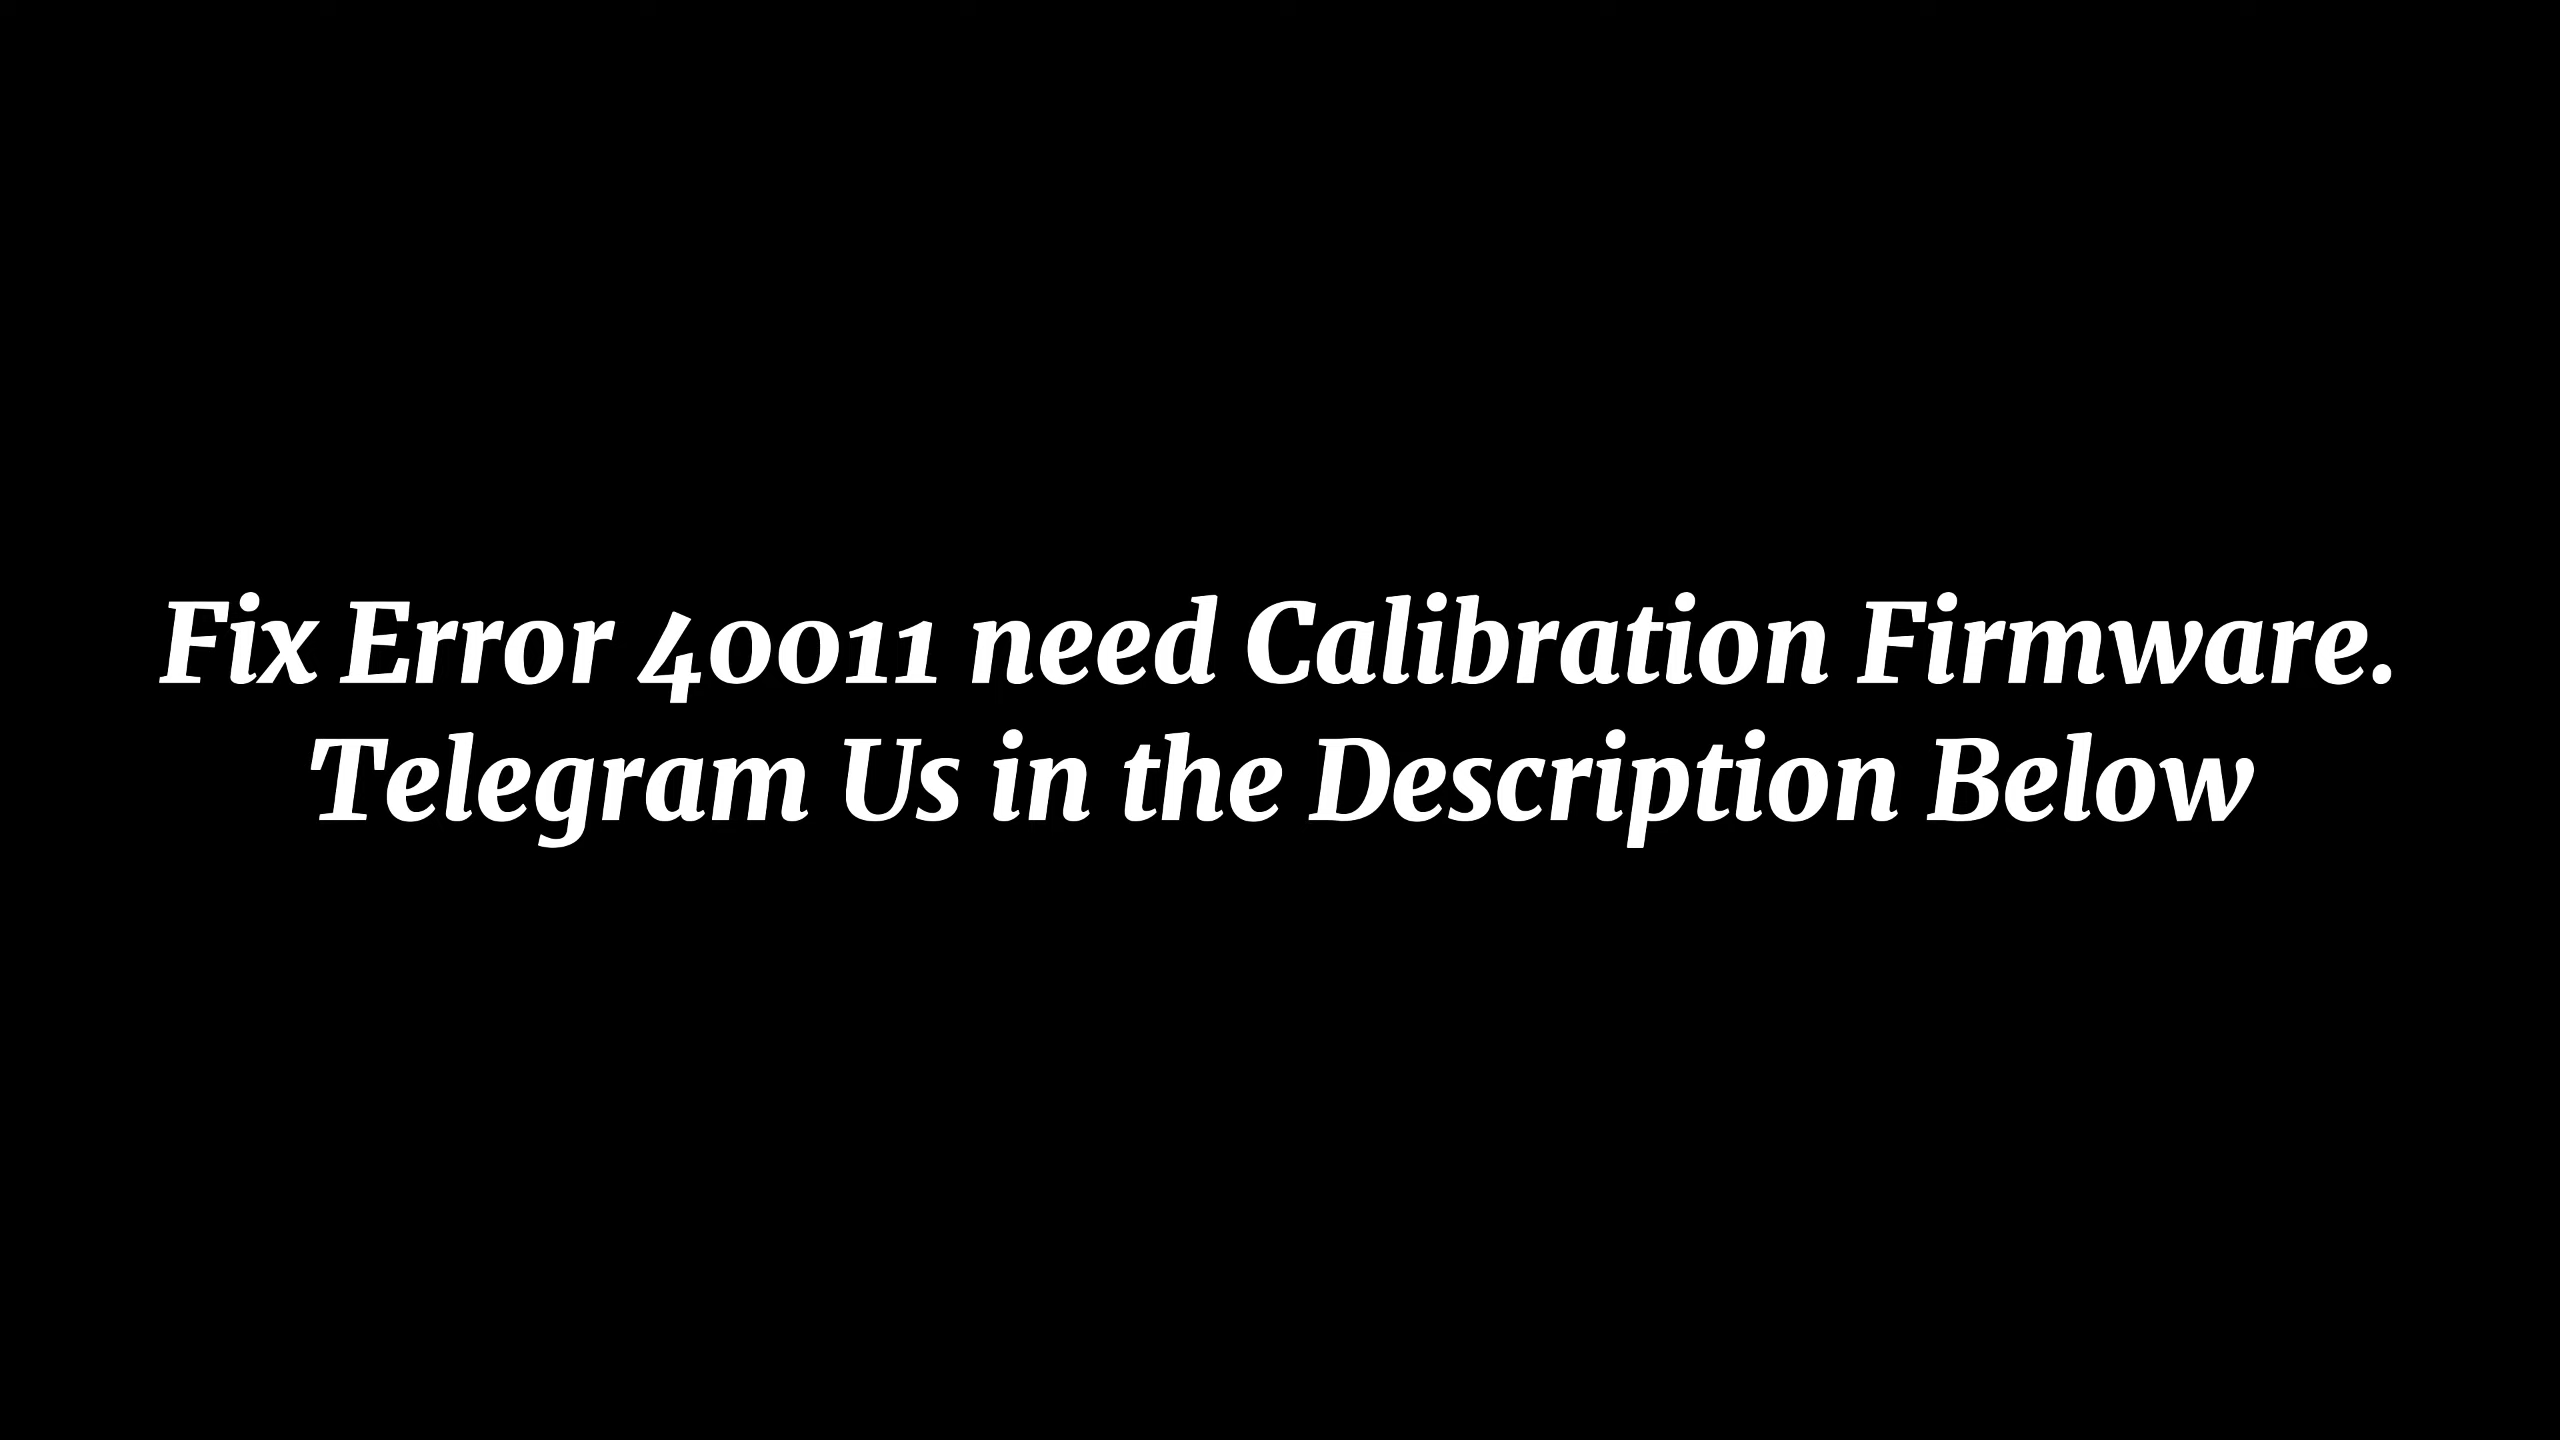 Fix Error 40011 need Calibration Firmware.
Telegram Us in the Description Below